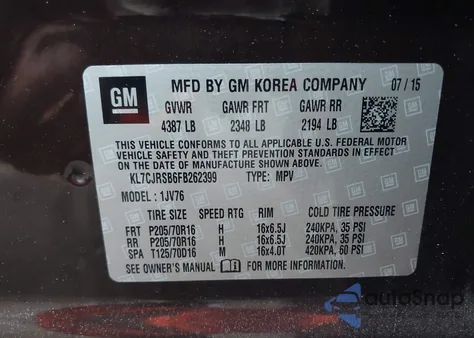 GM
MFD BY GM KOREA COMPANY 07 / 15
GVWR GAWR FRT GAWR RR
4387 LB 2348 LB 2194 LB
THIS VEHICLE CONFORMS TO ALL APPLICABLE U.S. FEDERAL MOTOR
VEHICLE SAFETY, BUMPER, AND THEFT PREVENTION STANDARDS IN
EFFECT ON THE DATE OF MANUFACTURE SHOWN ABOVE.
KL7CJRSB6FB262399 TYPE: MPV
MODEL : 1JV76
TIRE SIZE SPEED RTG RIM COLD TIRE PRESSURE
FRT P205/70R16 H 16x6.5J 240KPA, 35 PSI
RR P205/70R16 H 16x6.5J 240KPA, 35 PSI
SPA T125/70D16 M 16x4.0T 420KPA, 60 PSI
SEE OWNER'S MANUAL FOR MORE INFORMATION.
autoSnap